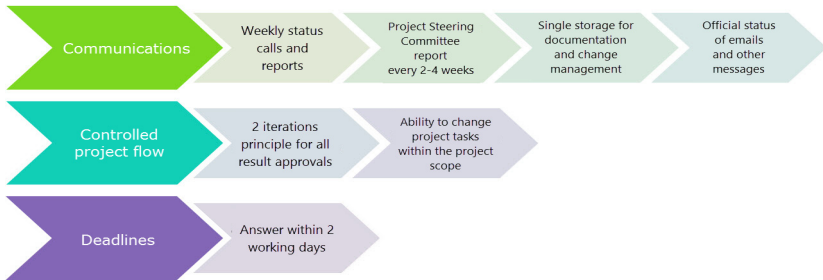 Communications
Weekly status
calls and
reports
Project Steering
Committee
report
every 2-4 weeks
Single storage for
documentation
and change
management
Official status
of emails
and other
messages
Controlled
project flow
2 iterations
principle for all
result approvals
Ability to change
project tasks
within the project
scope
Deadlines
Answer within 2
working days